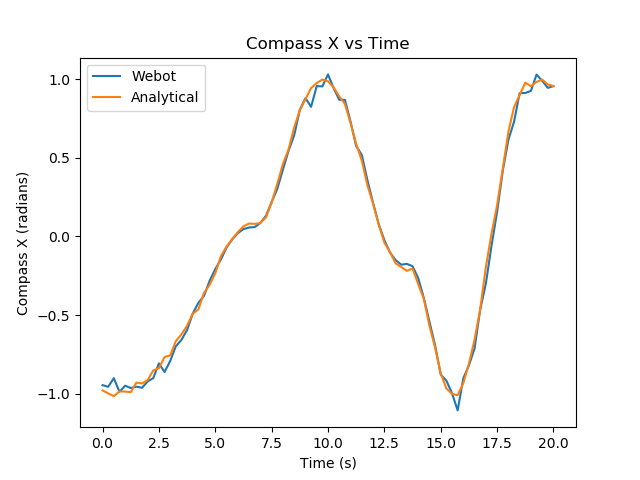 Compass X vs Time
Webot
Analytical
Compass X (radians)
1.0
0.5
0.0
−0.5
−1.0
0.0 2.5 5.0 7.5 10.0 12.5 15.0 17.5 20.0
Time (s)